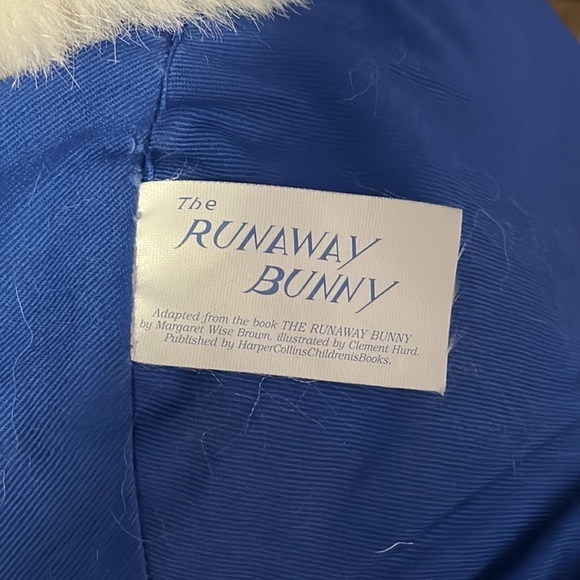 The
RUNAWAY
BUNNY
Adapted from the book THE RUNAWAY BUNNY
by Margaret Wise Brown, illustrated by Clement Hurd.
Published by HarperCollinsChildrenisBooks.